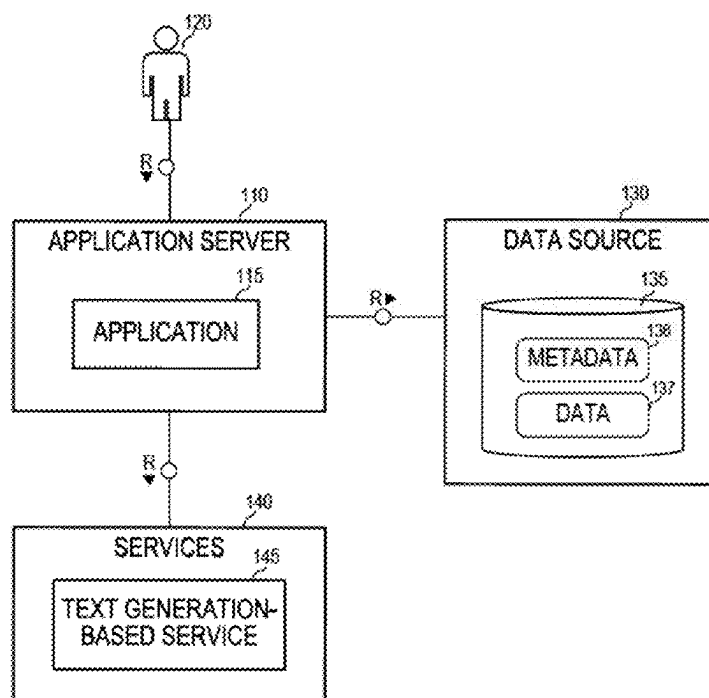 120
R
110
APPLICATION SERVER
115
APPLICATION
R
130
DATA SOURCE
135
136
METADATA
137
DATA
R
140
SERVICES
145
TEXT GENERATION-
BASED SERVICE